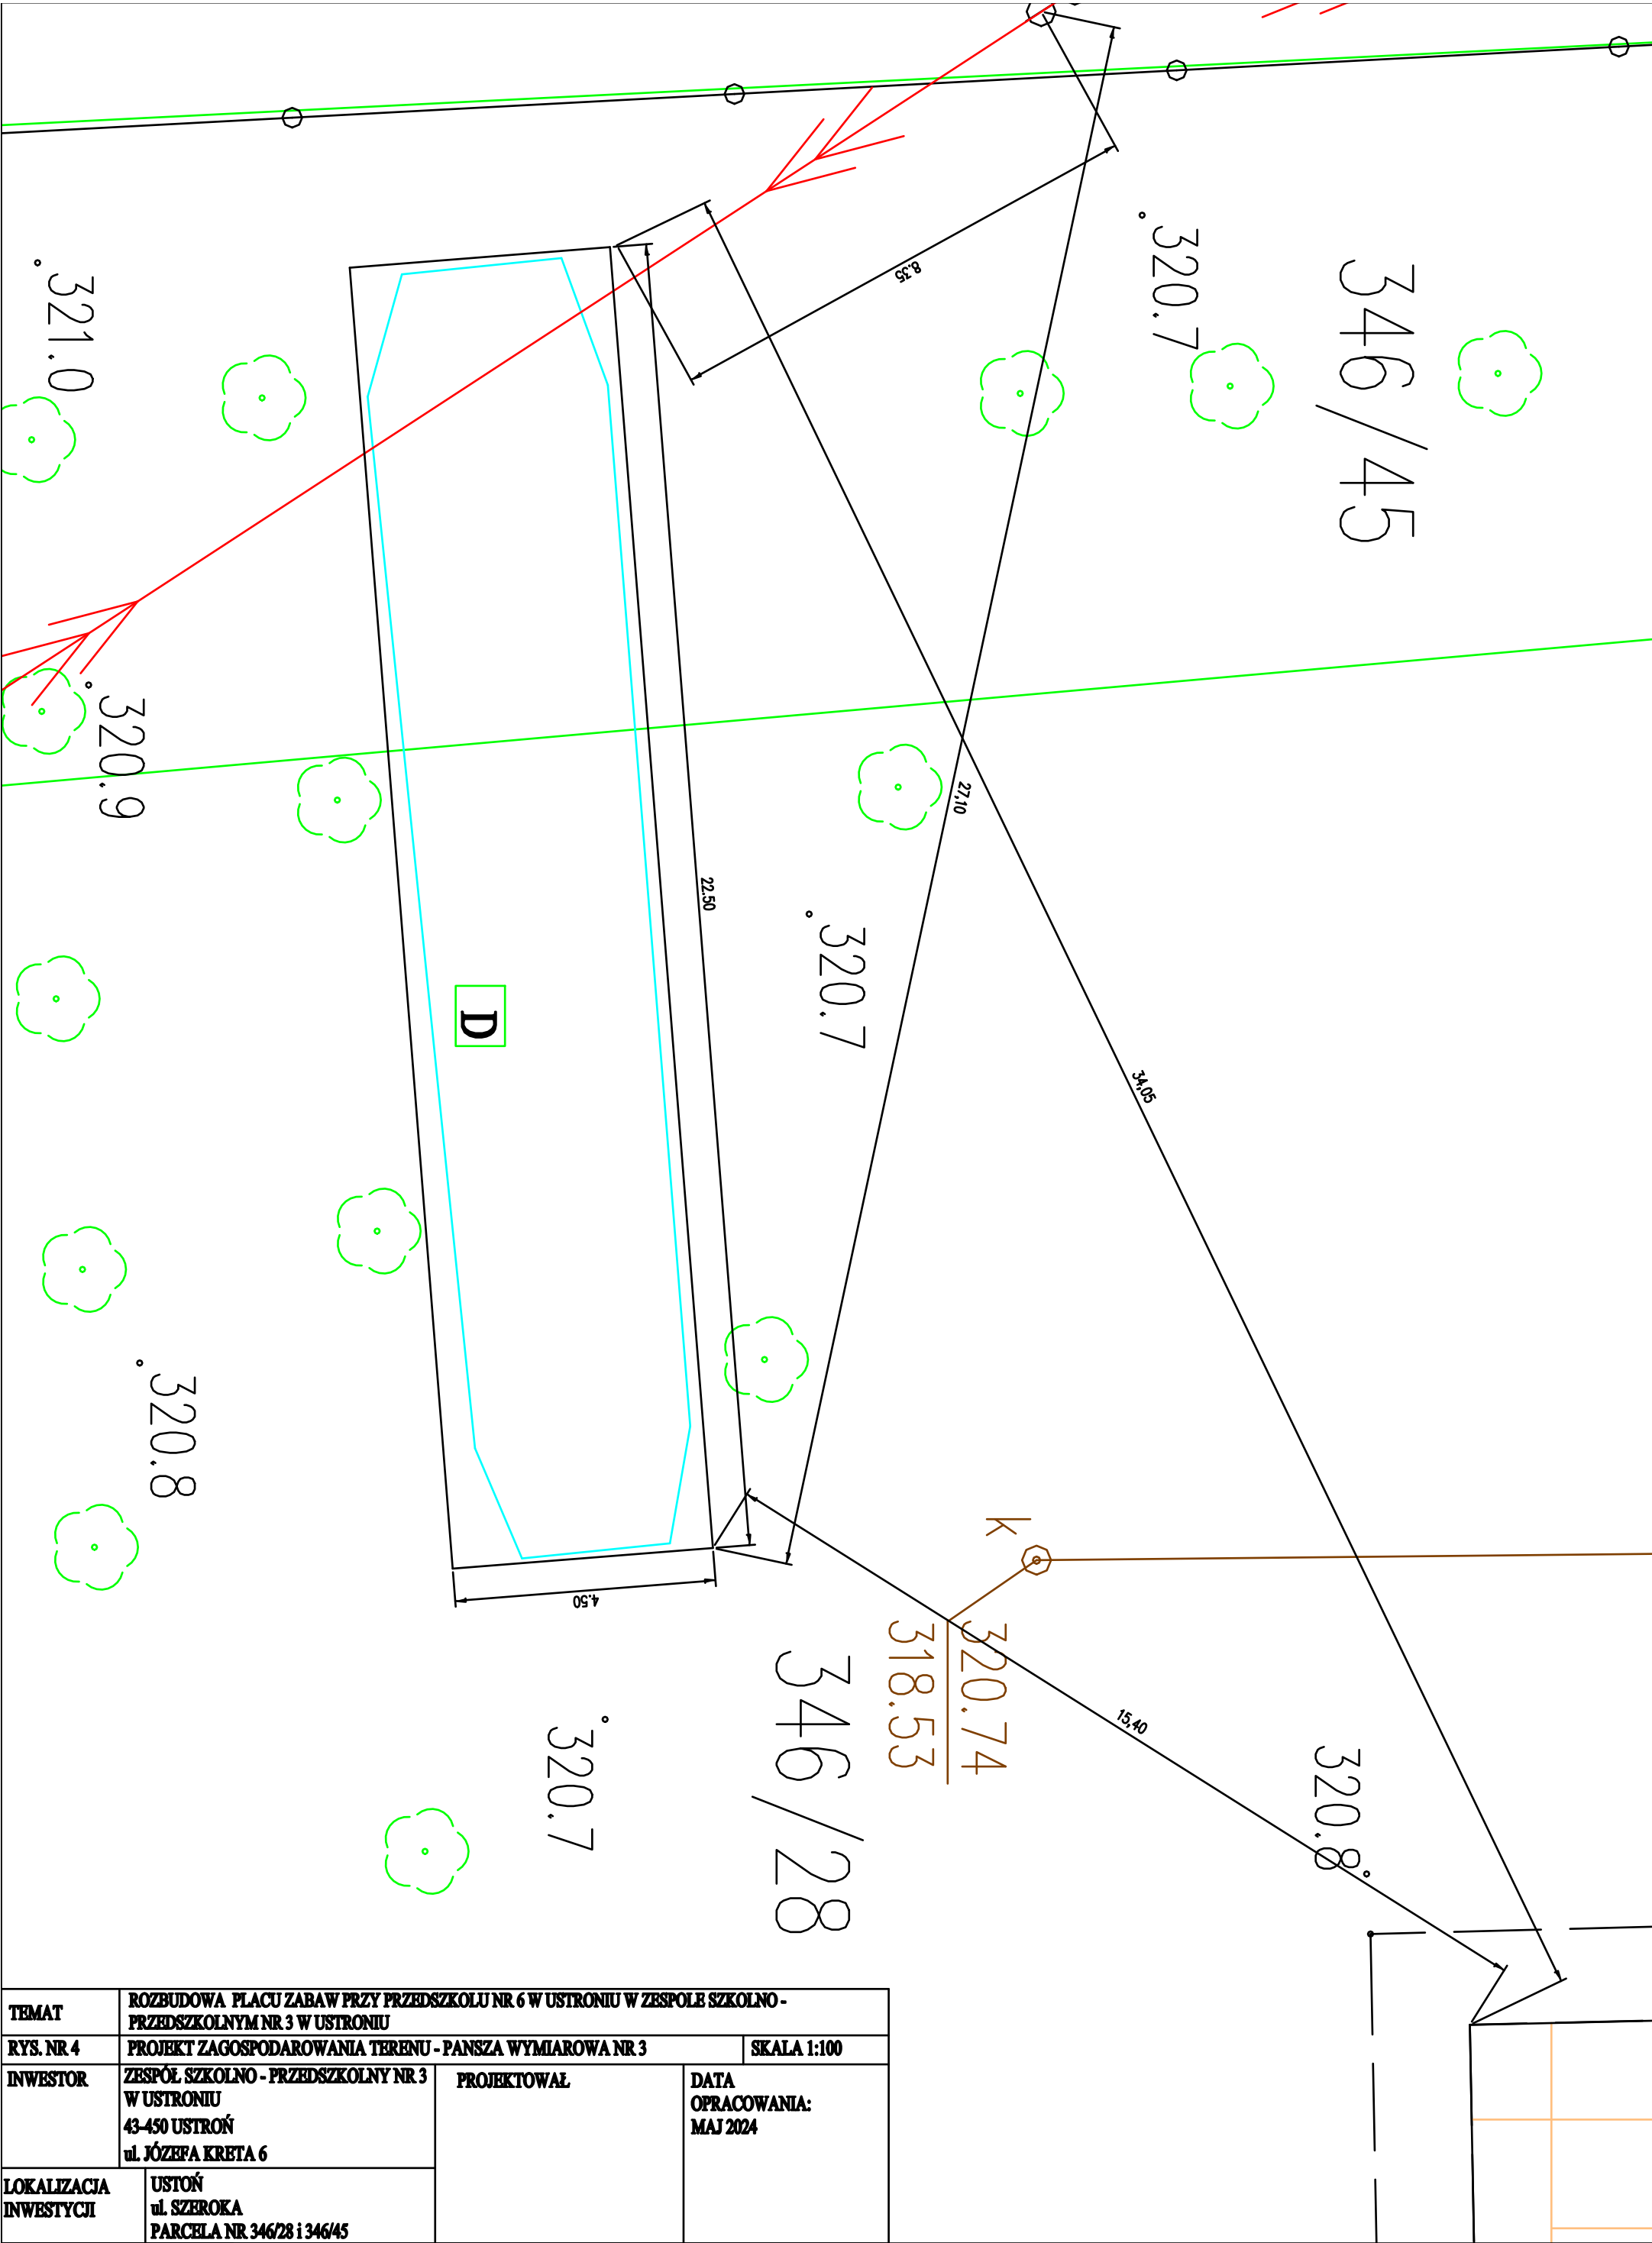 346/45
320.7
8.35
321.0
320.9
27,10
22.50
320.7
D
34,05
320.8
k
4.50
320.74
318.53
346/28
15,40
320.7
320.8
TEMAT
ROZBUDOWA PLACU ZABAW PRZY PRZEDSZKOLU NR 6 W USTRONIU W ZESPOLE SZKOLNO -
PRZEDSZKOLNYM NR 3 W USTRONIU
RYS. NR 4
PROJEKT ZAGOSPODAROWANIA TERENU - PANSZA WYMIAROWA NR 3
SKALA 1:100
INWESTOR
ZESPÓŁ SZKOLNO - PRZEDSZKOLNY NR 3
W USTRONIU
43-450 USTROŃ
ul. JÓZEFA KRETA 6
PROJEKTOWAŁ
DATA
OPRACOWANIA:
MAJ 2024
LOKALIZACJA
INWESTYCJI
USTOŃ
ul. SZEROKA
PARCELA NR 346/28 i 346/45